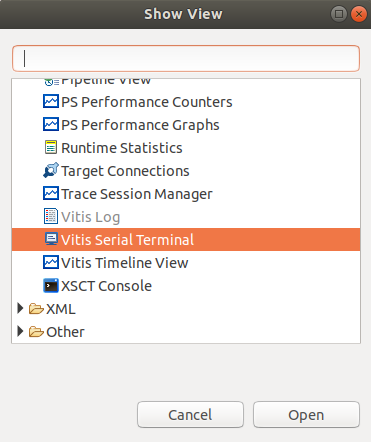 Show View
Pipeline View
PS Performance Counters
PS Performance Graphs
Runtime Statistics
Target Connections
Trace Session Manager
Vitis Log
Vitis Serial Terminal
Vitis Timeline View
XSCT Console
XML
Other
Cancel
Open